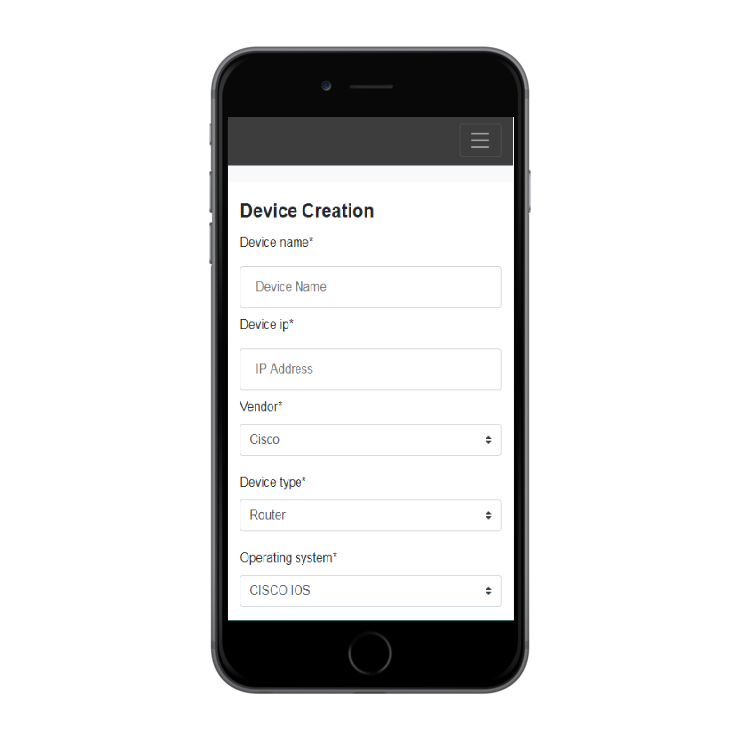 Device Creation
Device name*
Device Name
Device ip*
IP Address
Vendor*
Cisco
Device type*
Router
Operating system*
CISCO IOS